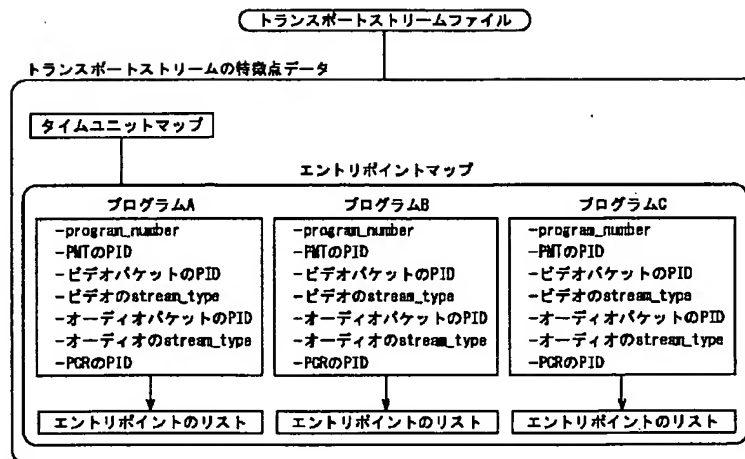 トランスポートストリームファイル
トランスポートストリームの特徴点データ
タイムユニットマップ
エントリポイントマップ
プログラムA
-program_number
-PMTのPID
-ビデオパケットのPID
-ビデオのstream_type
-オーディオパケットのPID
-オーディオのstream_type
-PCRのPID
エントリポイントのリスト
プログラムB
-program_number
-PMTのPID
-ビデオパケットのPID
-ビデオのstream_type
-オーディオパケットのPID
-オーディオのstream_type
-PCRのPID
エントリポイントのリスト
プログラムC
-program_number
-PMTのPID
-ビデオパケットのPID
-ビデオのstream_type
-オーディオパケットのPID
-オーディオのstream_type
-PCRのPID
エントリポイントのリスト